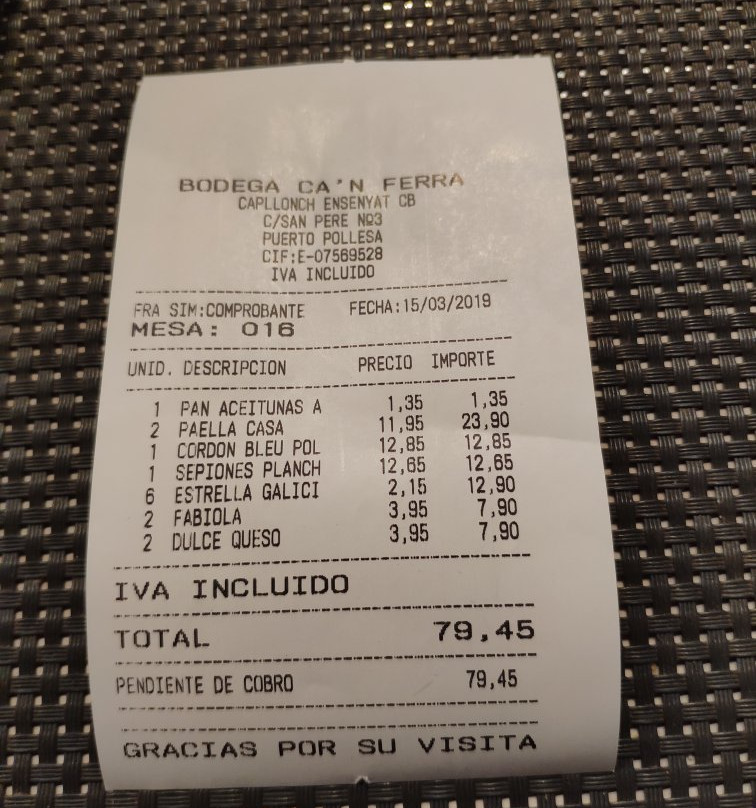 BODEGA CA'N FERRA
CAPLLONCH ENSENYAT CB
C/SAN PERE Nº3
PUERTO POLLESA
CIF:E-07569528
IVA INCLUIDO
FRA SIM:COMPROBANTE FECHA:15/03/2019
MESA: 016
UNID. DESCRIPCION PRECIO IMPORTE
1 PAN ACEITUNAS A 1,35 1,35
2 PAELLA CASA 11,95 23,90
1 CORDON BLEU POL 12,85 12,85
1 SEPIONES PLANCH 12,65 12,65
6 ESTRELLA GALICI 2,15 12,90
2 FABIOLA 3,95 7,90
2 DULCE QUESO 3,95 7,90
IVA INCLUIDO
TOTAL 79,45
PENDIENTE DE COBRO 79,45
GRACIAS POR SU VISITA